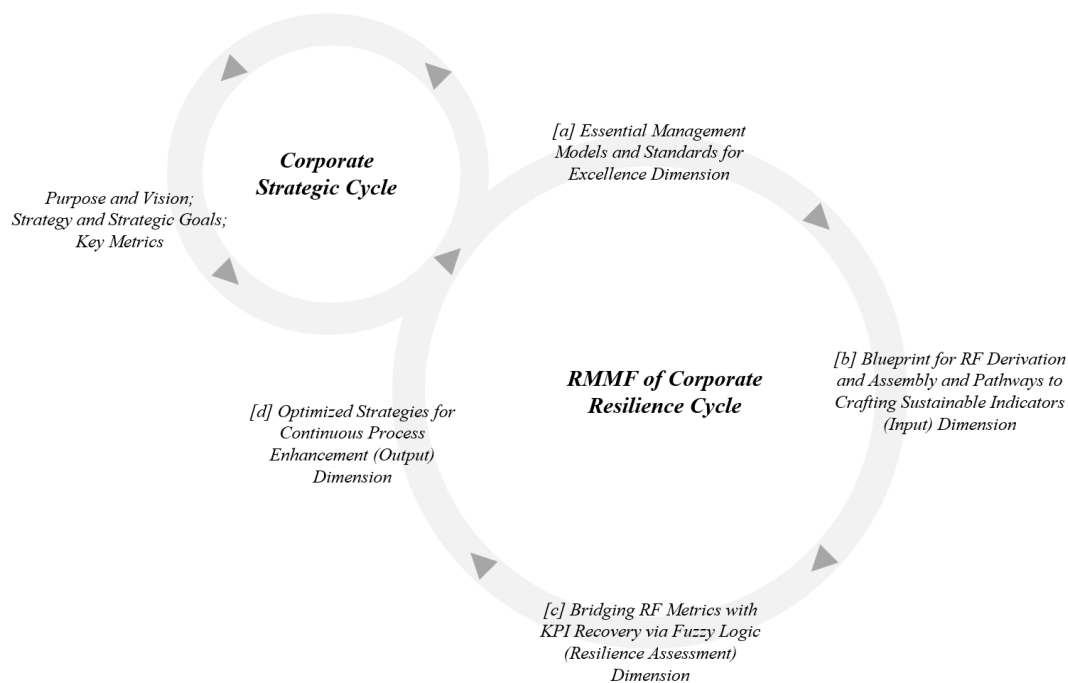 Corporate
Strategic Cycle
Purpose and Vision;
Strategy and Strategic Goals;
Key Metrics
[a] Essential Management
Models and Standards for
Excellence Dimension
RMMF of Corporate
Resilience Cycle
[b] Blueprint for RF Derivation
and Assembly and Pathways to
Crafting Sustainable Indicators
(Input) Dimension
[d] Optimized Strategies for
Continuous Process
Enhancement (Output)
Dimension
[c] Bridging RF Metrics with
KPI Recovery via Fuzzy Logic
(Resilience Assessment)
Dimension